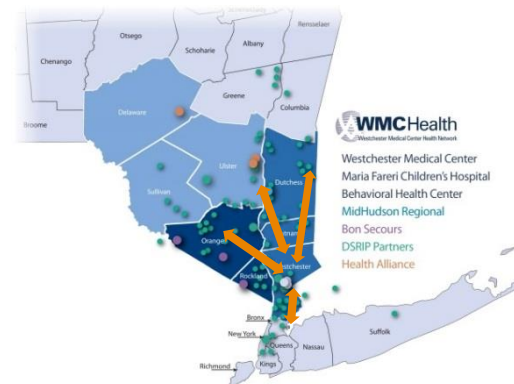 Rensselaer
Otsego
Albany
Schoharie
Chenango
Greene
Columbia
Delaware
Broome
WMCHealth
Westchester Medical Center Health Network
Ulster
Westchester Medical Center
Dutchess
Maria Fareri Children's Hospital
Sullivan
Behavioral Health Center
MidHudson Regional
Orange
Bon Secours
DSRIP Partners
Rockland
Health Alliance
Bronx
Suffolk
New York
Queens
Nassau
Richmond
Kings